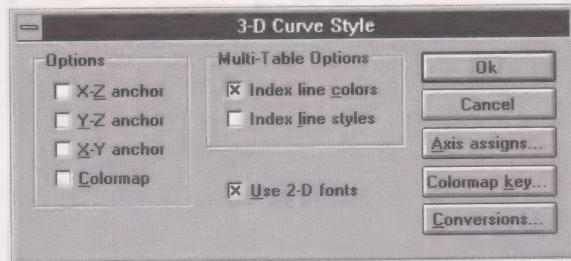 3-D Curve Style
Options
X-Z anchor
Y-Z anchor
X-Y anchor
Colormap
Multi-Table Options
Index line colors
Index line styles
Use 2-D fonts
Ok
Cancel
Axis assigns...
Colormap key...
Conversions...